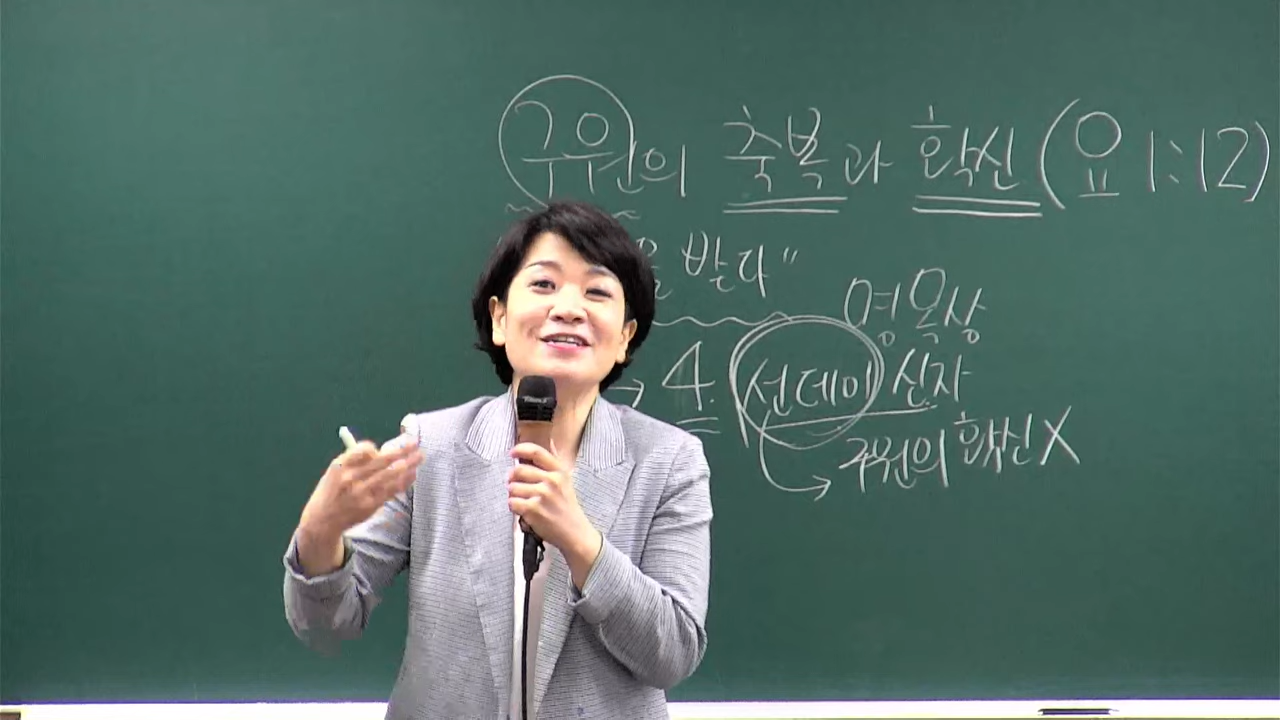 구원의 축복과 확신 (요 1:12)
받다"
영육상
→ 4. 선데이 신자
→ 구원의 확신 X